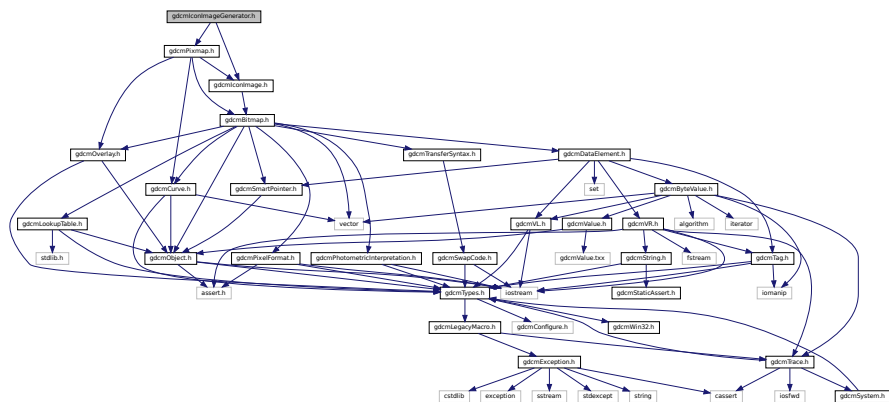 gdcmIconImageGenerator.h
gdcmPixmap.h
gdcmIconImage.h
gdcmBitmap.h
gdcmOverlay.h
gdcmTransferSyntax.h
gdcmDataElement.h
gdcmCurve.h
gdcmSmartPointer.h
set
gdcmByteValue.h
gdcmLookupTable.h
vector
gdcmVL.h
gdcmValue.h
gdcmVR.h
algorithm
iterator
stdlib.h
gdcmObject.h
gdcmPixelFormat.h
gdcmPhotometricInterpretation.h
gdcmSwapCode.h
gdcmValue.txx
gdcmString.h
fstream
gdcmTag.h
assert.h
gdcmTypes.h
iostream
gdcmStaticAssert.h
iomanip
gdcmLegacyMacro.h
gdcmConfigure.h
gdcmWin32.h
gdcmException.h
gdcmTrace.h
cstdlib
exception
sstream
stdexcept
string
cassert
iosfwd
gdcmSystem.h